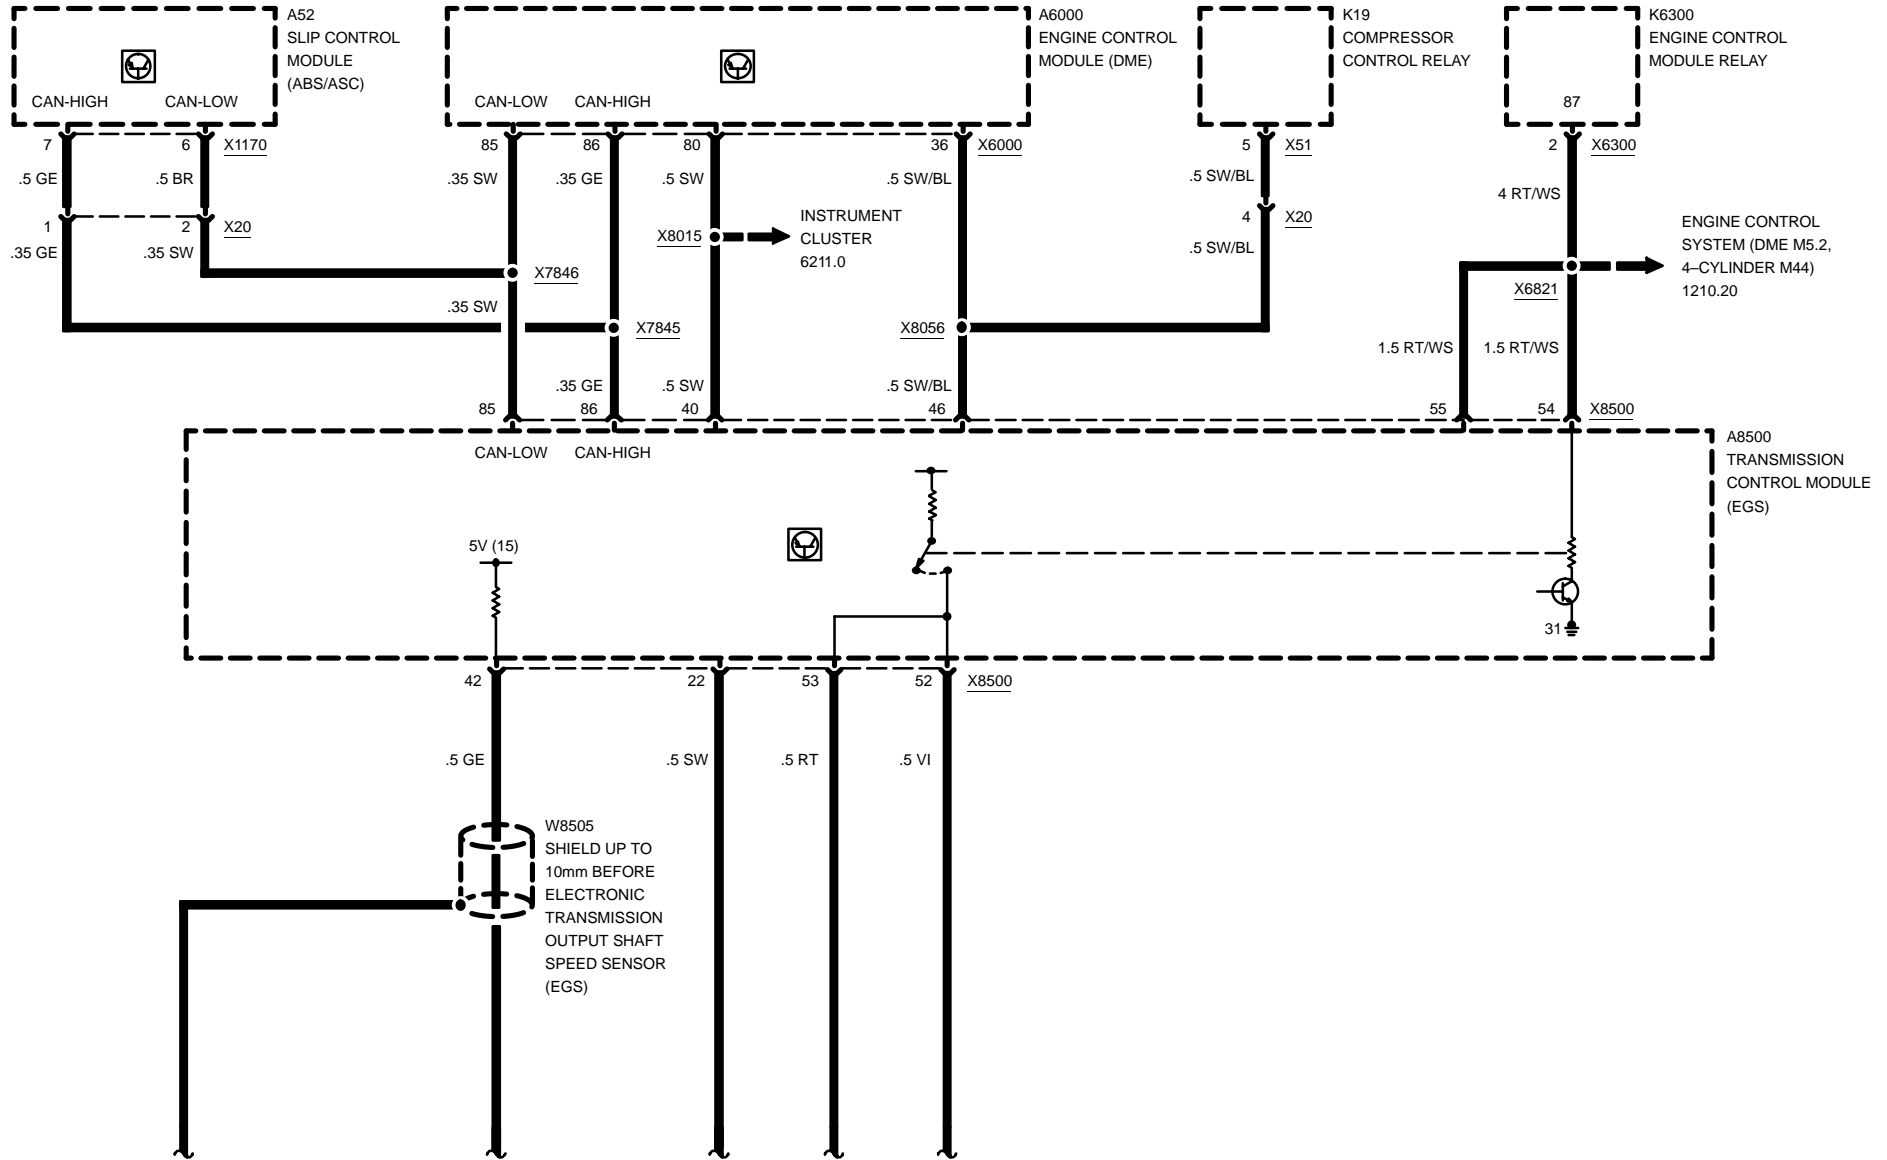 A52
SLIP CONTROL
MODULE
(ABS/ASC)
CAN-HIGH
CAN-LOW
A6000
ENGINE CONTROL
MODULE (DME)
CAN-LOW
CAN-HIGH
K19
COMPRESSOR
CONTROL RELAY
K6300
ENGINE CONTROL
MODULE RELAY
87
7
6
X1170
85
86
80
36
X6000
5
X51
2
X6300
.5 GE
.5 BR
.35 SW
.35 GE
.5 SW
.5 SW/BL
.5 SW/BL
4 RT/WS
1
2
X20
4
X20
.35 GE
.35 SW
.5 SW/BL
X8015
INSTRUMENT
CLUSTER
6211.0
ENGINE CONTROL
SYSTEM (DME M5.2,
4–CYLINDER M44)
1210.20
X7846
X6821
.35 SW
X7845
X8056
1.5 RT/WS
1.5 RT/WS
.35 GE
.5 SW
.5 SW/BL
85
86
40
46
55
54
X8500
CAN-LOW
CAN-HIGH
A8500
TRANSMISSION
CONTROL MODULE
(EGS)
5V (15)
31
42
22
53
52
X8500
.5 GE
.5 SW
.5 RT
.5 VI
W8505
SHIELD UP TO
10mm BEFORE
ELECTRONIC
TRANSMISSION
OUTPUT SHAFT
SPEED SENSOR
(EGS)